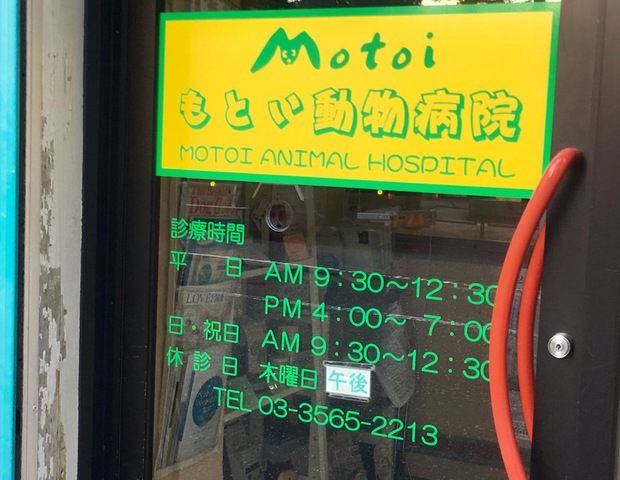 Motoi
もとい動物病院
MOTOI ANIMAL HOSPITAL
診療時間
平 日 AM 9:30〜12:30
PM 4:00〜 7:00
日・祝日 AM 9:30〜12:30
休診日 木曜日 午後
TEL 03-3565-2213